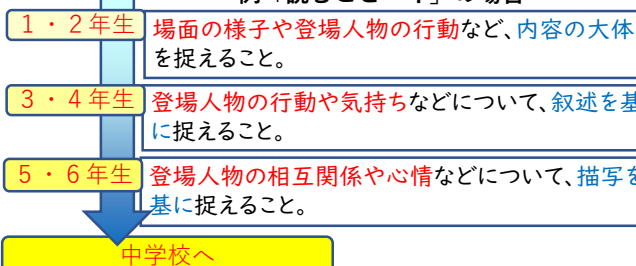 例「読むこと イ」の場合
1・2年生
場面の様子や登場人物の行動など、内容の大体
を捉えること。
3・4年生
登場人物の行動や気持ちなどについて、叙述を基
に捉えること。
5・6年生
登場人物の相互関係や心情などについて、描写を
基に捉えること。
中学校へ